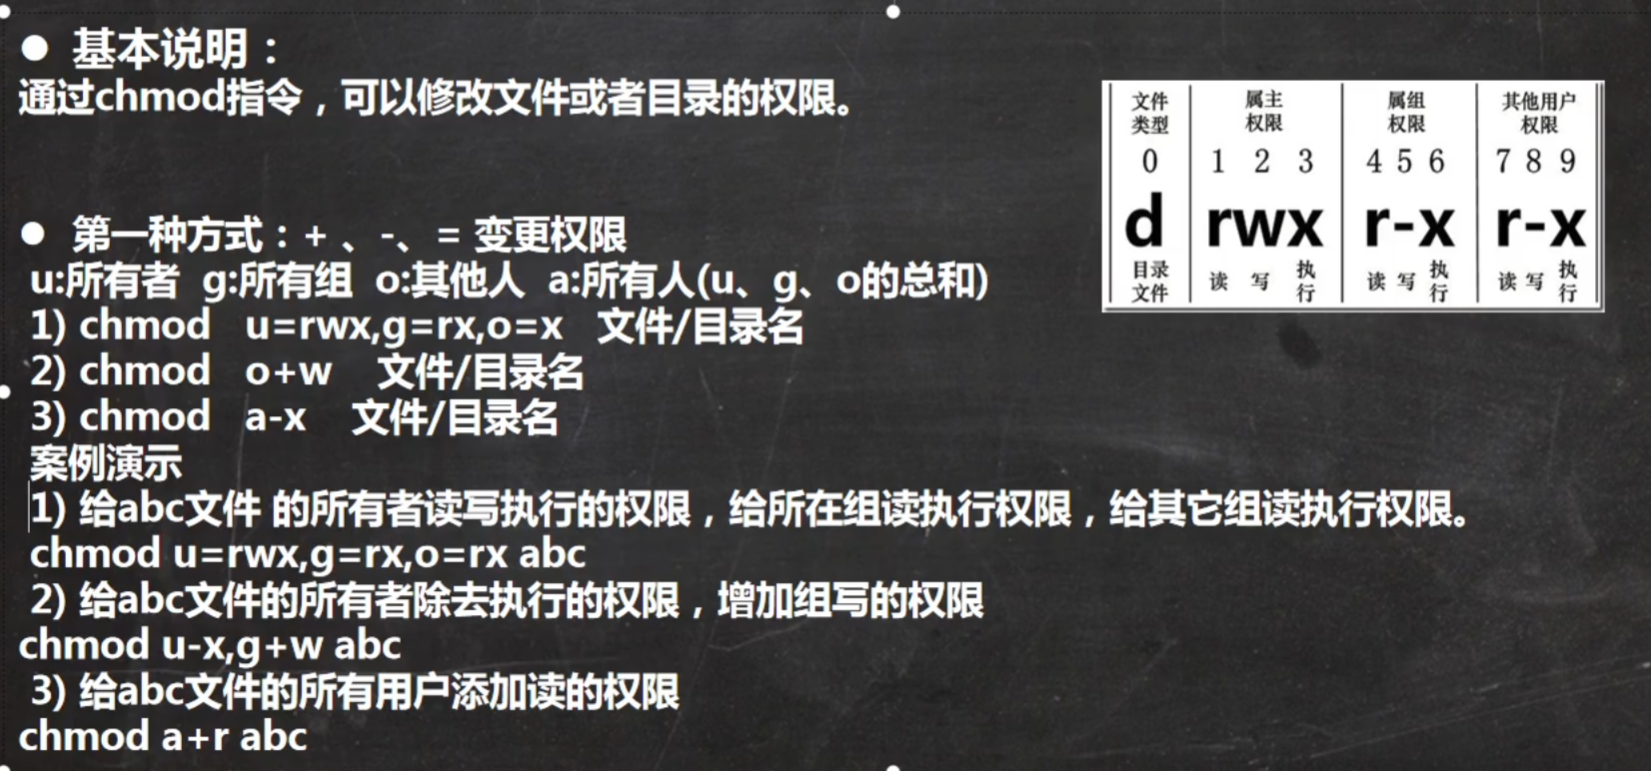 ● 基本说明：
通过chmod指令，可以修改文件或者目录的权限。
● 第一种方式：+ 、-、= 变更权限
u:所有者 g:所有组 o:其他人 a:所有人(u、g、o的总和)
1) chmod u=rwx,g=rx,o=x 文件/目录名
2) chmod o+w 文件/目录名
3) chmod a-x 文件/目录名
案例演示
1) 给abc文件 的所有者读写执行的权限，给所在组读执行权限，给其它组读执行权限。
chmod u=rwx,g=rx,o=rx abc
2) 给abc文件的所有者除去执行的权限，增加组写的权限
chmod u-x,g+w abc
3) 给abc文件的所有用户添加读的权限
chmod a+r abc
文件 属主 属组 其他用户
类型 权限 权限 权限
0 1 2 3 4 5 6 7 8 9
d rwx r-x r-x
目录 读 写 执 读 写 执 读 写 执
文件 行 行 行